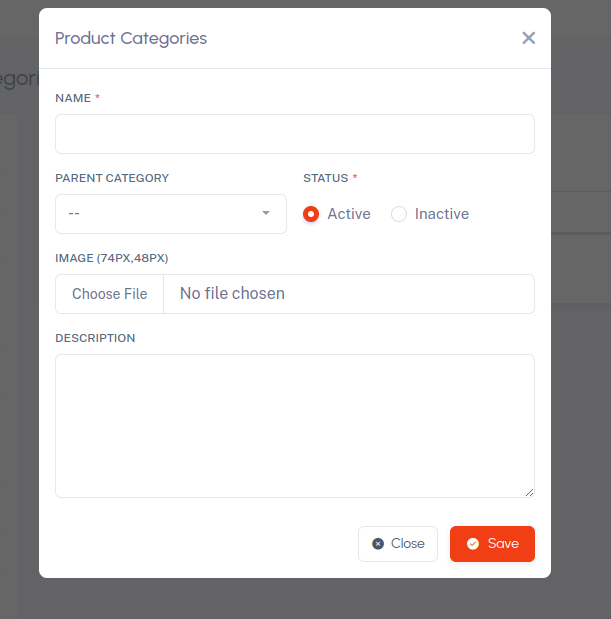 Product Categories
egori
NAME *
PARENT CATEGORY
STATUS *
--
Active
Inactive
IMAGE (74PX,48PX)
Choose File
No file chosen
DESCRIPTION
Close
Save